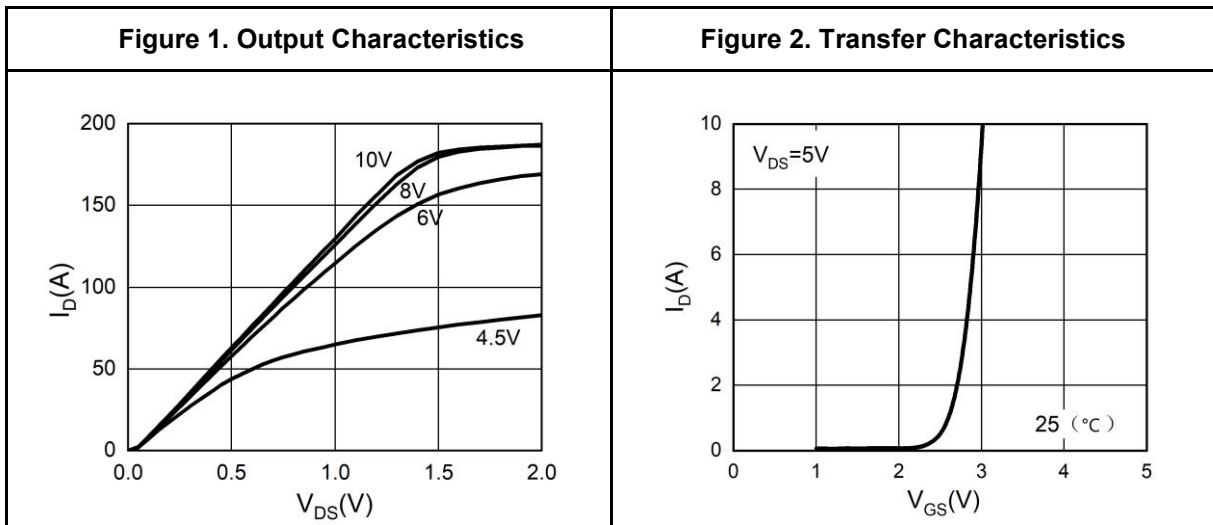 Figure 1. Output Characteristics
Figure 2. Transfer Characteristics
200
150
100
50
0
I_D(A)
10V
8V
6V
4.5V
0.0 0.5 1.0 1.5 2.0
V_DS(V)
10
8
6
4
2
0
I_D(A)
V_DS=5V
25（℃）
0 1 2 3 4 5
V_GS(V)